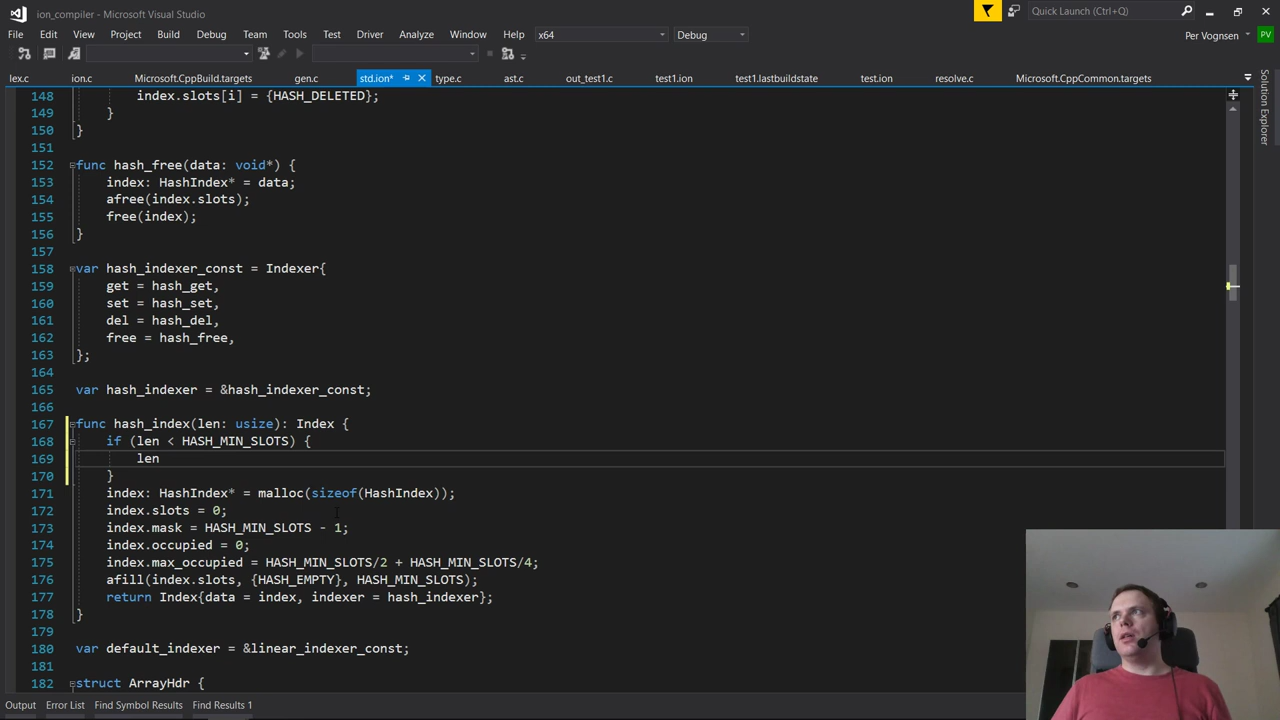 ion_compiler - Microsoft Visual Studio
Quick Launch (Ctrl+Q)
File Edit View Project Build Debug Team Tools Test Driver Analyze Window Help x64 Debug
Per Vognsen PV
lex.c ion.c Microsoft.CppBuild.targets gen.c std.ion* type.c ast.c out_test1.c test1.ion test1.lastbuildstate test.ion resolve.c Microsoft.CppCommon.targets
Solution Explorer
148 index.slots[i] = {HASH_DELETED};
149 }
150 }
151
152 func hash_free(data: void*) {
153 index: HashIndex* = data;
154 afree(index.slots);
155 free(index);
156 }
157
158 var hash_indexer_const = Indexer{
159 get = hash_get,
160 set = hash_set,
161 del = hash_del,
162 free = hash_free,
163 };
164
165 var hash_indexer = &hash_indexer_const;
166
167 func hash_index(len: usize): Index {
168 if (len < HASH_MIN_SLOTS) {
169 len
170 }
171 index: HashIndex* = malloc(sizeof(HashIndex));
172 index.slots = 0;
173 index.mask = HASH_MIN_SLOTS - 1;
174 index.occupied = 0;
175 index.max_occupied = HASH_MIN_SLOTS/2 + HASH_MIN_SLOTS/4;
176 afill(index.slots, {HASH_EMPTY}, HASH_MIN_SLOTS);
177 return Index{data = index, indexer = hash_indexer};
178 }
179
180 var default_indexer = &linear_indexer_const;
181
182 struct ArrayHdr {
Output Error List Find Symbol Results Find Results 1